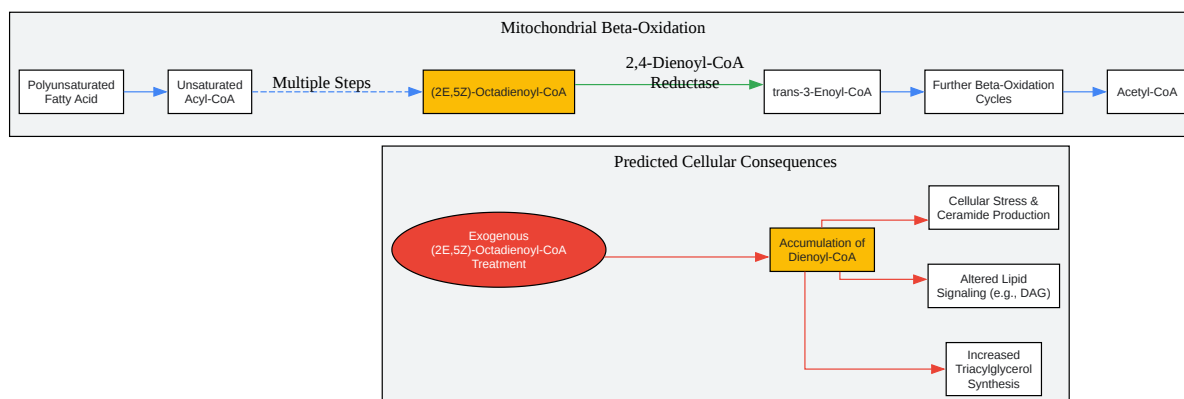 Mitochondrial Beta-Oxidation
Polyunsaturated
Fatty Acid
Unsaturated
Acyl-CoA
Multiple Steps
(2E,5Z)-Octadienoyl-CoA
2,4-Dienoyl-CoA
Reductase
trans-3-Enoyl-CoA
Further Beta-Oxidation
Cycles
Acetyl-CoA
Predicted Cellular Consequences
Exogenous
(2E,5Z)-Octadienoyl-CoA
Treatment
Accumulation of
Dienoyl-CoA
Cellular Stress &
Ceramide Production
Altered Lipid
Signaling (e.g., DAG)
Increased
Triacylglycerol
Synthesis